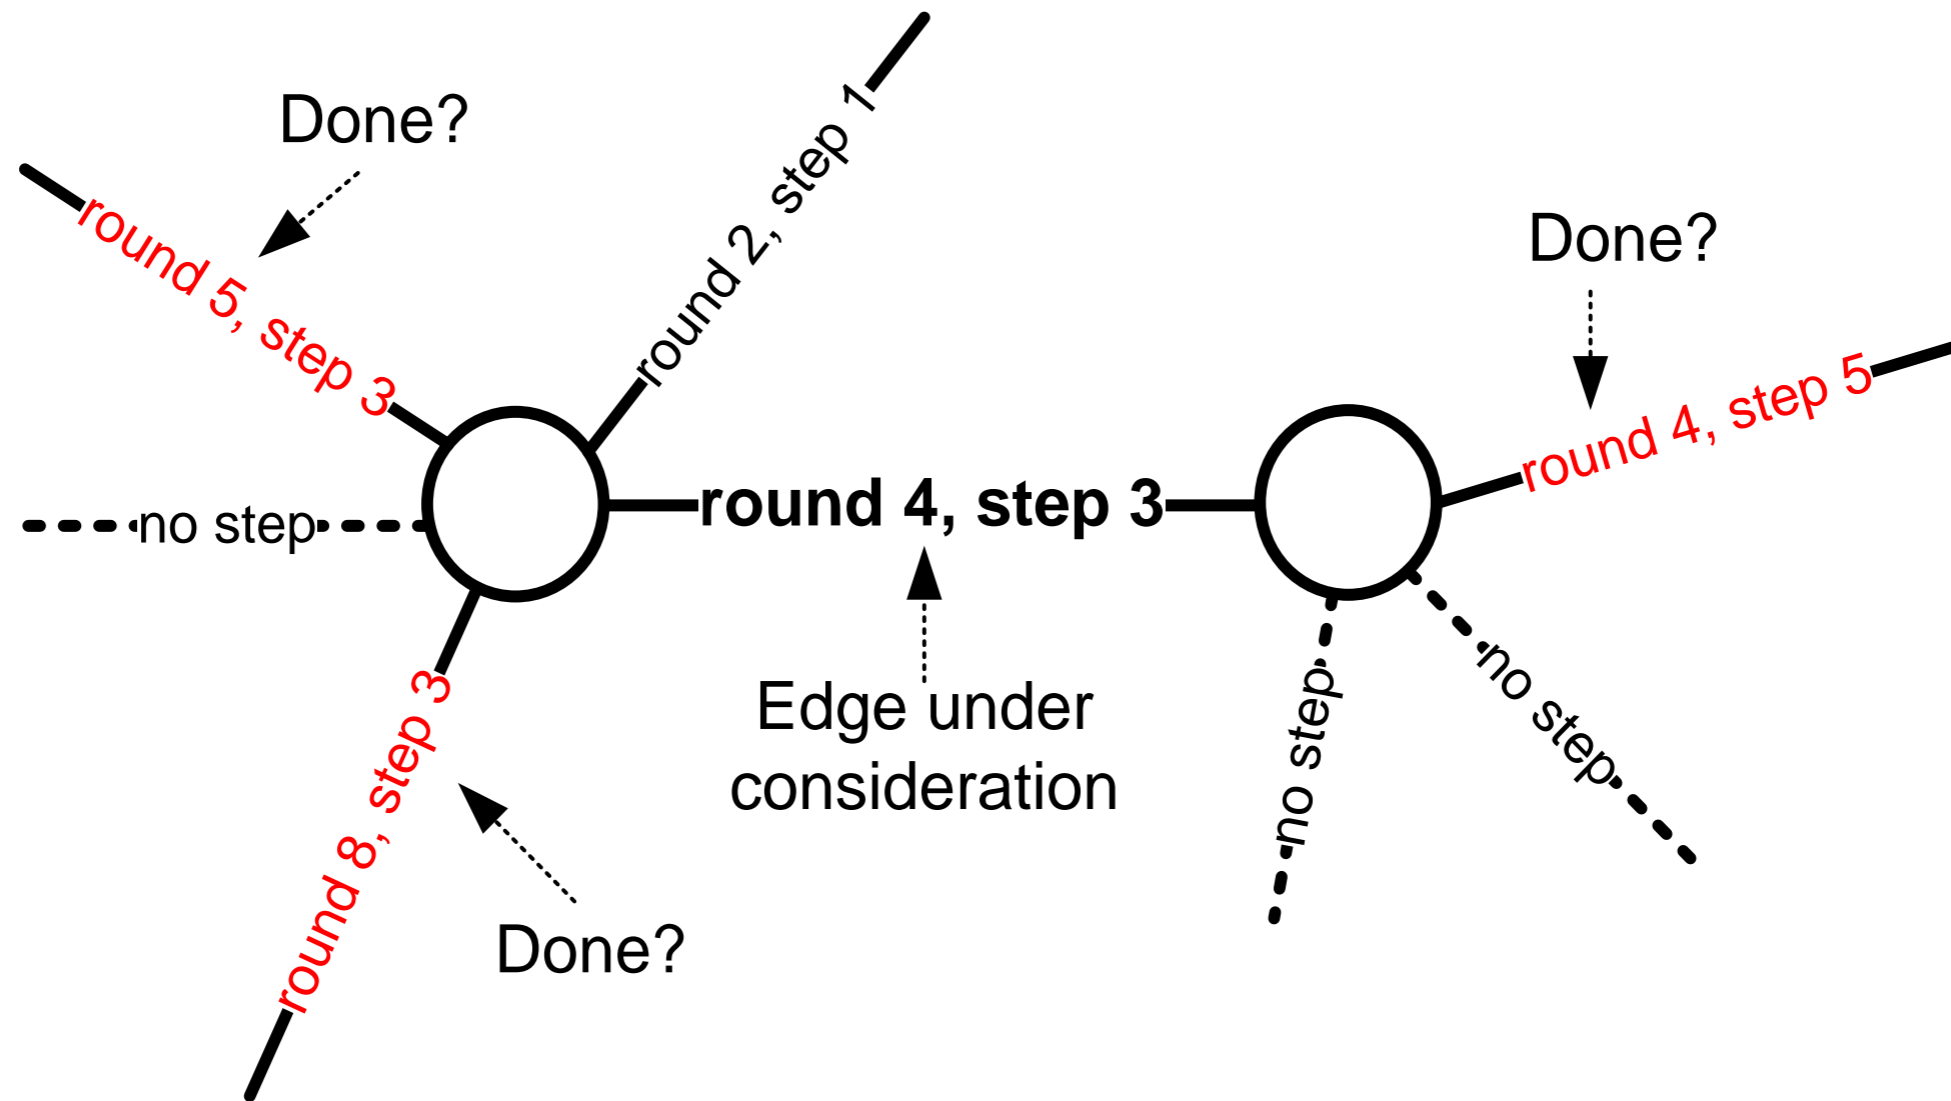 Done?
round 2, step 1
round 5, step 3
Done?
round 4, step 5
no step
round 4, step 3
Edge under
consideration
no step
no step
round 8, step 3
Done?